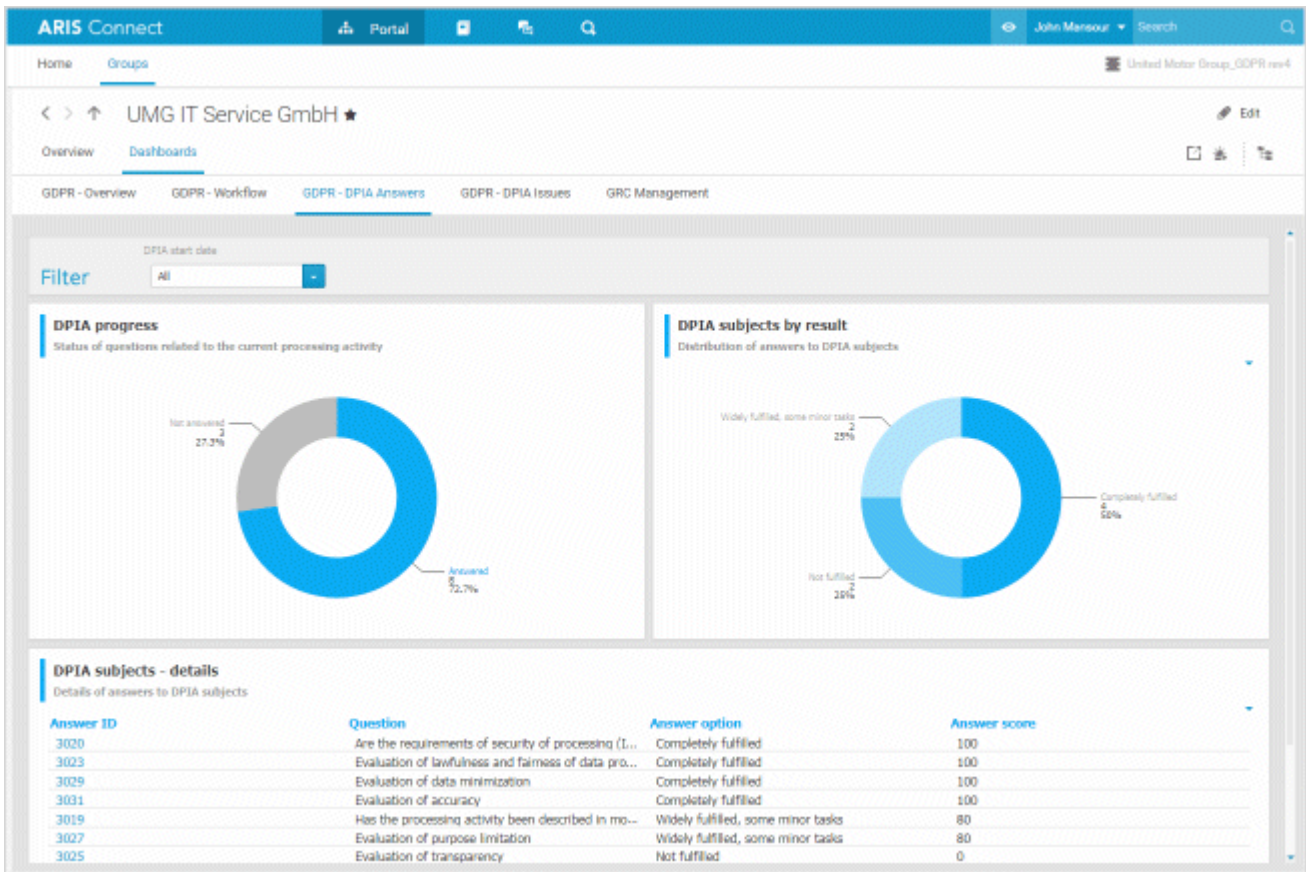 ARIS Connect Portal John Mansour Search
Home Groups United Motor Group_GDPR rev4
UMG IT Service GmbH Edit
Overview Dashboards
GDPR - Overview GDPR - Workflow GDPR - DPIA Answers GDPR - DPIA Issues GRC Management
DPIA start date
Filter All
DPIA progress
Status of questions related to the current processing activity
Not answered
3
27.3%
Answered
8
72.7%
DPIA subjects by result
Distribution of answers to DPIA subjects
Widely fulfilled, some minor tasks
2
25%
Completely fulfilled
4
50%
Not fulfilled
2
25%
DPIA subjects - details
Details of answers to DPIA subjects
Answer ID Question Answer option Answer score
3020 Are the requirements of security of processing (I... Completely fulfilled 100
3023 Evaluation of lawfulness and fairness of data pro... Completely fulfilled 100
3029 Evaluation of data minimization Completely fulfilled 100
3031 Evaluation of accuracy Completely fulfilled 100
3019 Has the processing activity been described in mo... Widely fulfilled, some minor tasks 80
3027 Evaluation of purpose limitation Widely fulfilled, some minor tasks 80
3025 Evaluation of transparency Not fulfilled 0